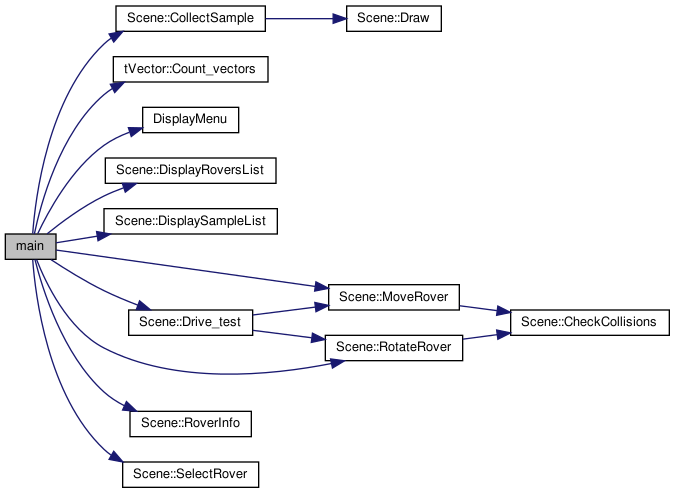 Scene::CollectSample
Scene::Draw
tVector::Count_vectors
DisplayMenu
Scene::DisplayRoversList
Scene::DisplaySampleList
main
Scene::MoveRover
Scene::Drive_test
Scene::CheckCollisions
Scene::RotateRover
Scene::RoverInfo
Scene::SelectRover